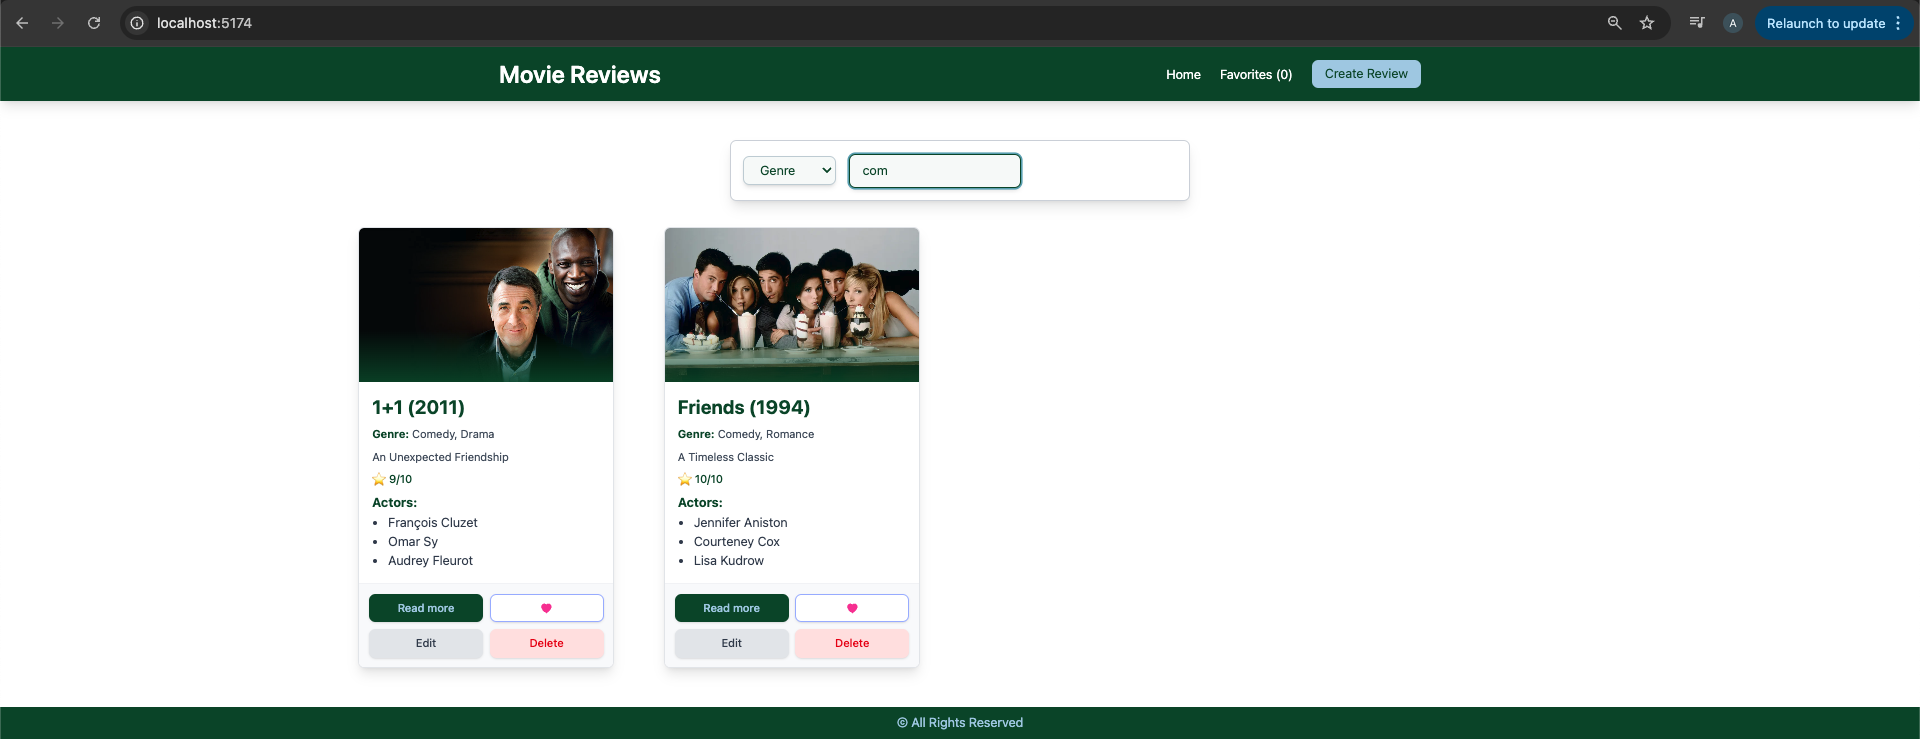 localhost:5174
A
Relaunch to update
Movie Reviews
Home
Favorites (0)
Create Review
Genre
com
1+1 (2011)
Genre: Comedy, Drama
An Unexpected Friendship
9/10
Actors:
• François Cluzet
• Omar Sy
• Audrey Fleurot
Read more
Edit
Delete
Friends (1994)
Genre: Comedy, Romance
A Timeless Classic
10/10
Actors:
• Jennifer Aniston
• Courteney Cox
• Lisa Kudrow
Read more
Edit
Delete
© All Rights Reserved